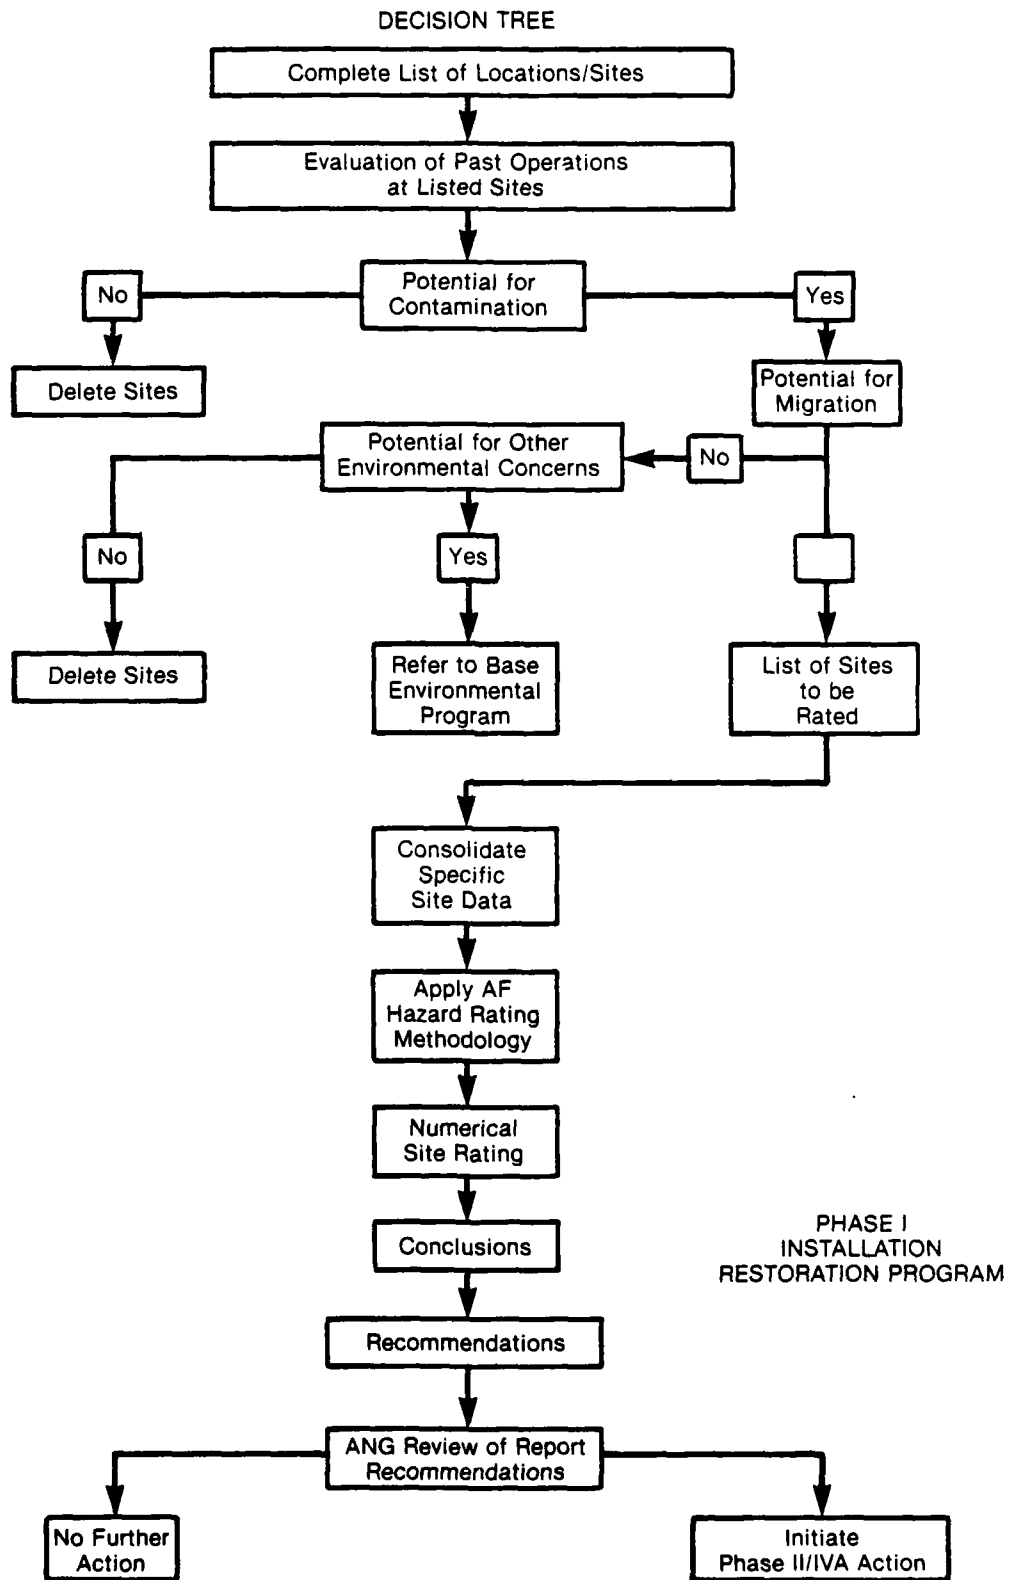 DECISION TREE
Complete List of Locations/Sites
Evaluation of Past Operations
at Listed Sites
Potential for
Contamination
No
Yes
Delete Sites
Potential for
Migration
Potential for Other
Environmental Concerns
No
No
Yes
Delete Sites
Refer to Base
Environmental
Program
List of Sites
to be
Rated
Consolidate
Specific
Site Data
Apply AF
Hazard Rating
Methodology
Numerical
Site Rating
Conclusions
PHASE I
INSTALLATION
RESTORATION PROGRAM
Recommendations
ANG Review of Report
Recommendations
No Further
Action
Initiate
Phase II/IVA Action